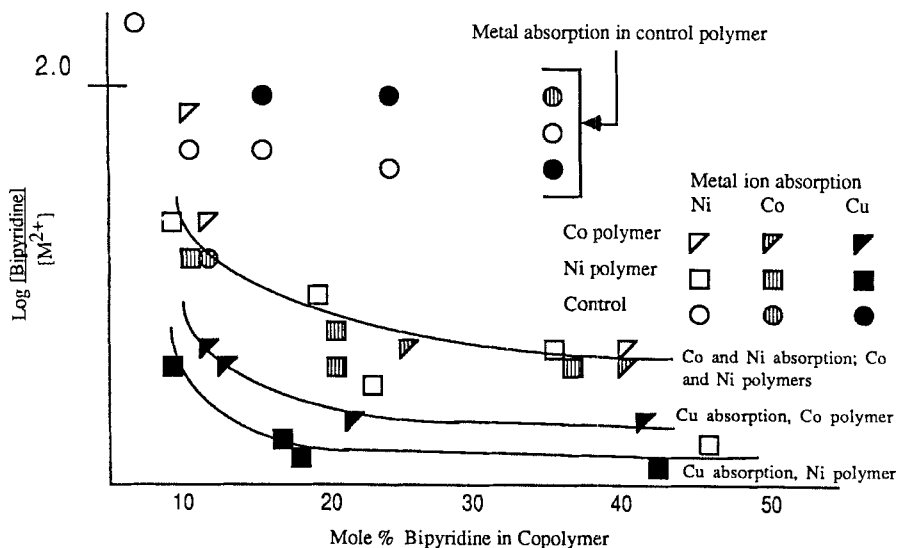 Metal absorption in control polymer
2.0
Log [Bipyridine]
[M2+]
Metal ion absorption
Ni Co Cu
Co polymer
Ni polymer
Control
Co and Ni absorption; Co
and Ni polymers
Cu absorption, Co polymer
Cu absorption, Ni polymer
10 20 30 40 50
Mole % Bipyridine in Copolymer